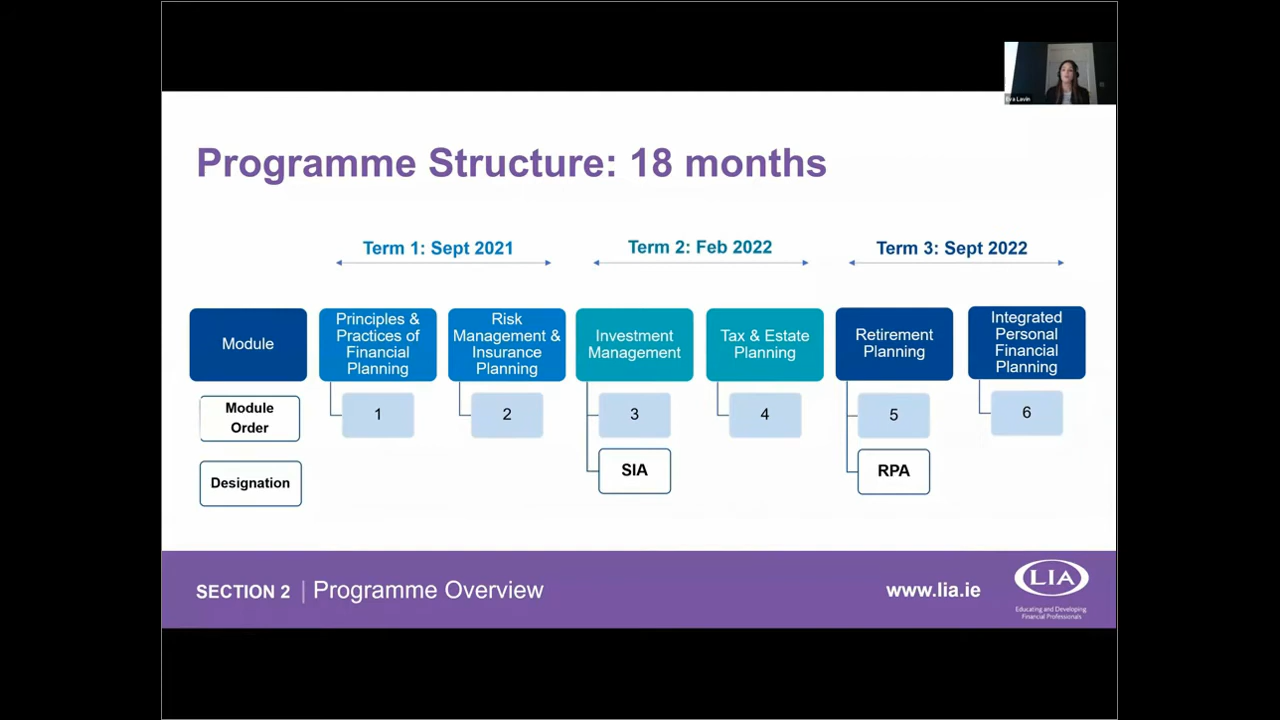 Eva Lavin
Programme Structure: 18 months
Term 1: Sept 2021
Term 2: Feb 2022
Term 3: Sept 2022
Module
Principles &
Practices of
Financial
Planning
Risk
Management &
Insurance
Planning
Investment
Management
Tax & Estate
Planning
Retirement
Planning
Integrated
Personal
Financial
Planning
Module
Order
1
2
3
4
5
6
Designation
SIA
RPA
SECTION 2 | Programme Overview
www.lia.ie
LIA
Educating and Developing
Financial Professionals